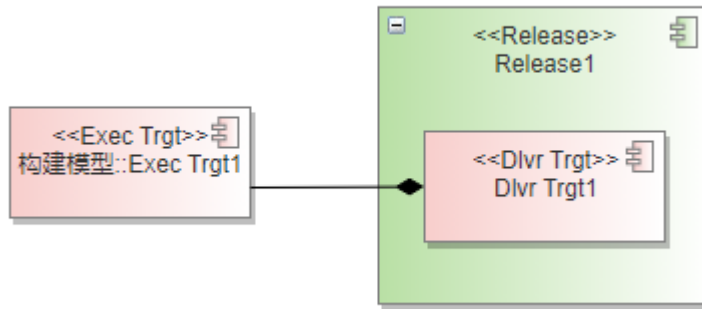 <<Release>>
Release1
<<Exec Trgt>>
构建模型::Exec Trgt1
<<Dlvr Trgt>>
Dlvr Trgt1